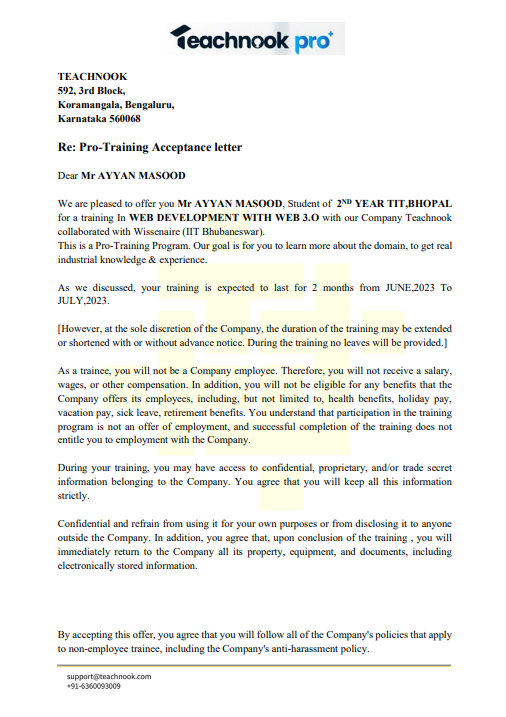 Teachnook pro+
TEACHNOOK
592, 3rd Block,
Koramangala, Bengaluru,
Karnataka 560068
Re: Pro-Training Acceptance letter
Dear Mr AYYAN MASOOD
We are pleased to offer you Mr AYYAN MASOOD, Student of 2ND YEAR TIT,BHOPAL
for a training In WEB DEVELOPMENT WITH WEB 3.O with our Company Teachnook
collaborated with Wissenaire (IIT Bhubaneswar).
This is a Pro-Training Program. Our goal is for you to learn more about the domain, to get real
industrial knowledge & experience.
As we discussed, your training is expected to last for 2 months from JUNE,2023 To
JULY,2023.
[However, at the sole discretion of the Company, the duration of the training may be extended
or shortened with or without advance notice. During the training no leaves will be provided.]
As a trainee, you will not be a Company employee. Therefore, you will not receive a salary,
wages, or other compensation. In addition, you will not be eligible for any benefits that the
Company offers its employees, including, but not limited to, health benefits, holiday pay,
vacation pay, sick leave, retirement benefits. You understand that participation in the training
program is not an offer of employment, and successful completion of the training does not
entitle you to employment with the Company.
During your training, you may have access to confidential, proprietary, and/or trade secret
information belonging to the Company. You agree that you will keep all this information
strictly.
Confidential and refrain from using it for your own purposes or from disclosing it to anyone
outside the Company. In addition, you agree that, upon conclusion of the training , you will
immediately return to the Company all its property, equipment, and documents, including
electronically stored information.
By accepting this offer, you agree that you will follow all of the Company's policies that apply
to non-employee trainee, including the Company's anti-harassment policy.
support@teachnook.com
+91-6360093009